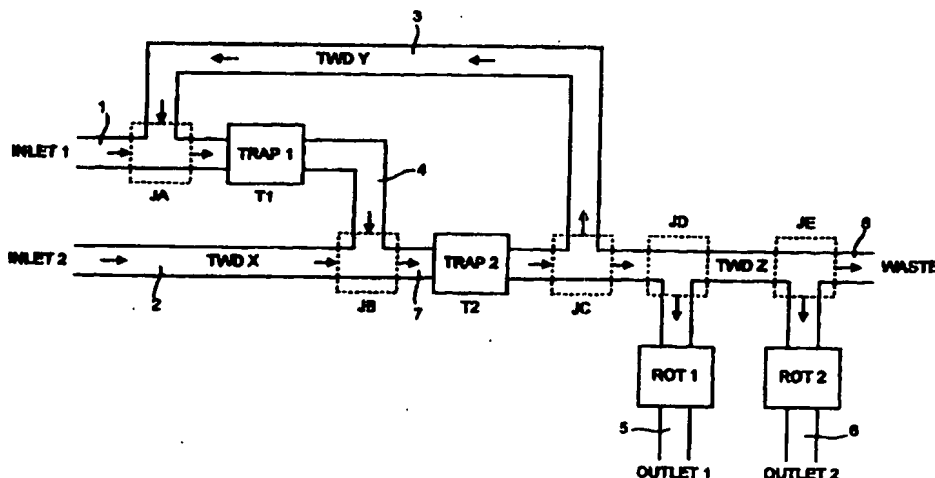 3
TWD Y
1
INLET 1
TRAP 1
4
JA
T1
JD
JE
8
INLET 2
TWD X
TRAP 2
TWD Z
WASTE
2
JB
7
T2
JC
ROT 1
ROT 2
5
6
OUTLET 1
OUTLET 2